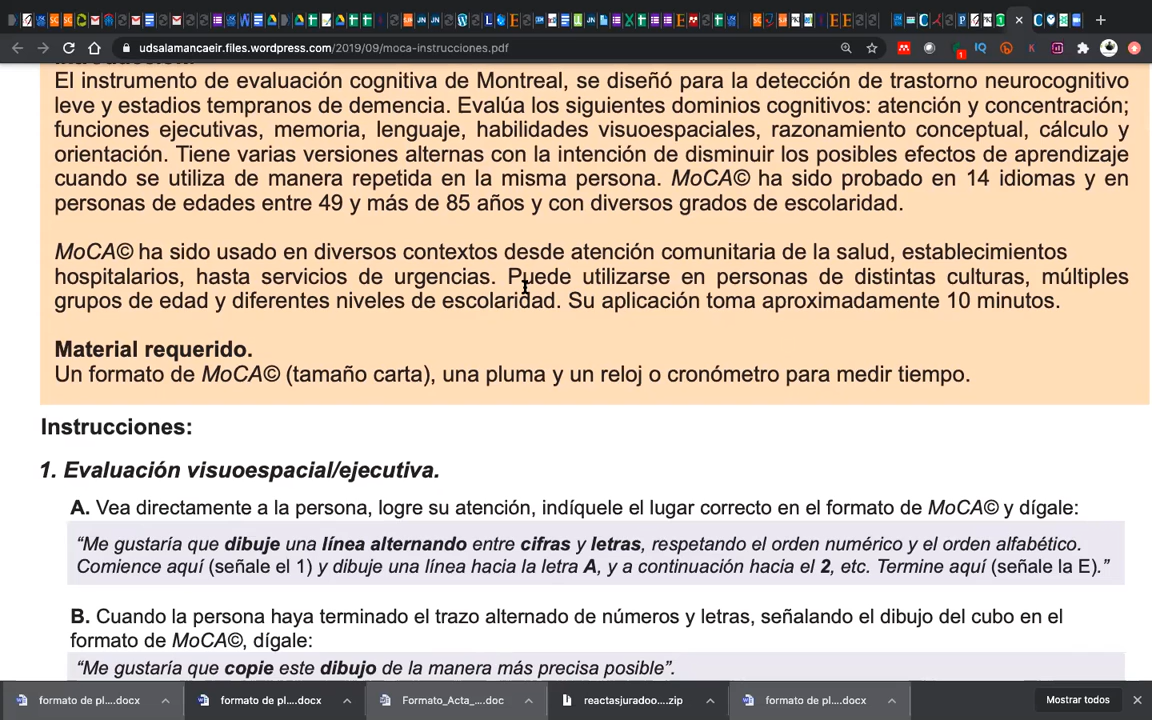 udsalamancaeir.files.wordpress.com/2019/09/moca-instrucciones.pdf
El instrumento de evaluación cognitiva de Montreal, se diseñó para la detección de trastorno neurocognitivo
leve y estadios tempranos de demencia. Evalúa los siguientes dominios cognitivos: atención y concentración;
funciones ejecutivas, memoria, lenguaje, habilidades visuoespaciales, razonamiento conceptual, cálculo y
orientación. Tiene varias versiones alternas con la intención de disminuir los posibles efectos de aprendizaje
cuando se utiliza de manera repetida en la misma persona. MoCA© ha sido probado en 14 idiomas y en
personas de edades entre 49 y más de 85 años y con diversos grados de escolaridad.
MoCA© ha sido usado en diversos contextos desde atención comunitaria de la salud, establecimientos
hospitalarios, hasta servicios de urgencias. Puede utilizarse en personas de distintas culturas, múltiples
grupos de edad y diferentes niveles de escolaridad. Su aplicación toma aproximadamente 10 minutos.
Material requerido.
Un formato de MoCA© (tamaño carta), una pluma y un reloj o cronómetro para medir tiempo.
Instrucciones:
1. Evaluación visuoespacial/ejecutiva.
A. Vea directamente a la persona, logre su atención, indíquele el lugar correcto en el formato de MoCA© y dígale:
“Me gustaría que dibuje una línea alternando entre cifras y letras, respetando el orden numérico y el orden alfabético.
Comience aquí (señale el 1) y dibuje una línea hacia la letra A, y a continuación hacia el 2, etc. Termine aquí (señale la E).”
B. Cuando la persona haya terminado el trazo alternado de números y letras, señalando el dibujo del cubo en el
formato de MoCA©, dígale:
“Me gustaría que copie este dibujo de la manera más precisa posible”.
formato de pl....docx formato de pl....docx Formato_Acta_....doc reactasjuradoo....zip formato de pl....docx Mostrar todos